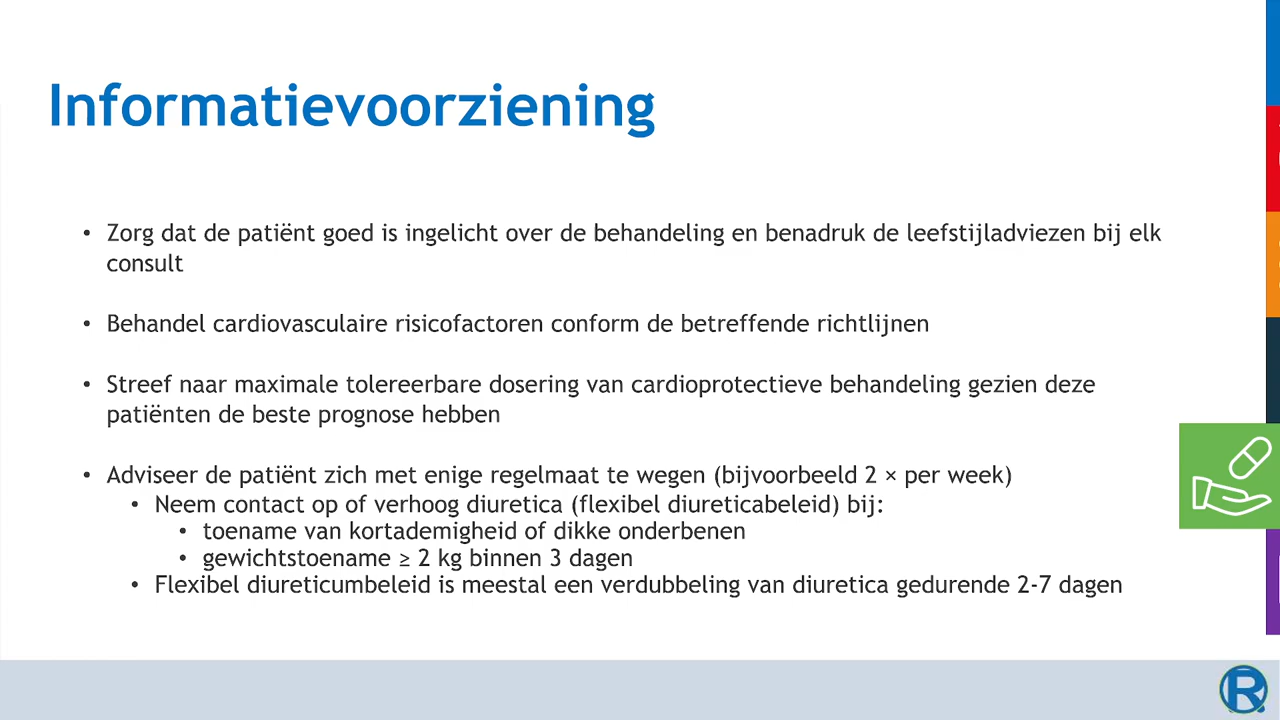 Informatievoorziening
• Zorg dat de patiënt goed is ingelicht over de behandeling en benadruk de leefstijladviezen bij elk
consult
• Behandel cardiovasculaire risicofactoren conform de betreffende richtlijnen
• Streef naar maximale tolereerbare dosering van cardioprotectieve behandeling gezien deze
patiënten de beste prognose hebben
• Adviseer de patiënt zich met enige regelmaat te wegen (bijvoorbeeld 2 × per week)
• Neem contact op of verhoog diuretica (flexibel diureticabeleid) bij:
• toename van kortademigheid of dikke onderbenen
• gewichtstoename ≥ 2 kg binnen 3 dagen
• Flexibel diureticumbeleid is meestal een verdubbeling van diuretica gedurende 2-7 dagen
R